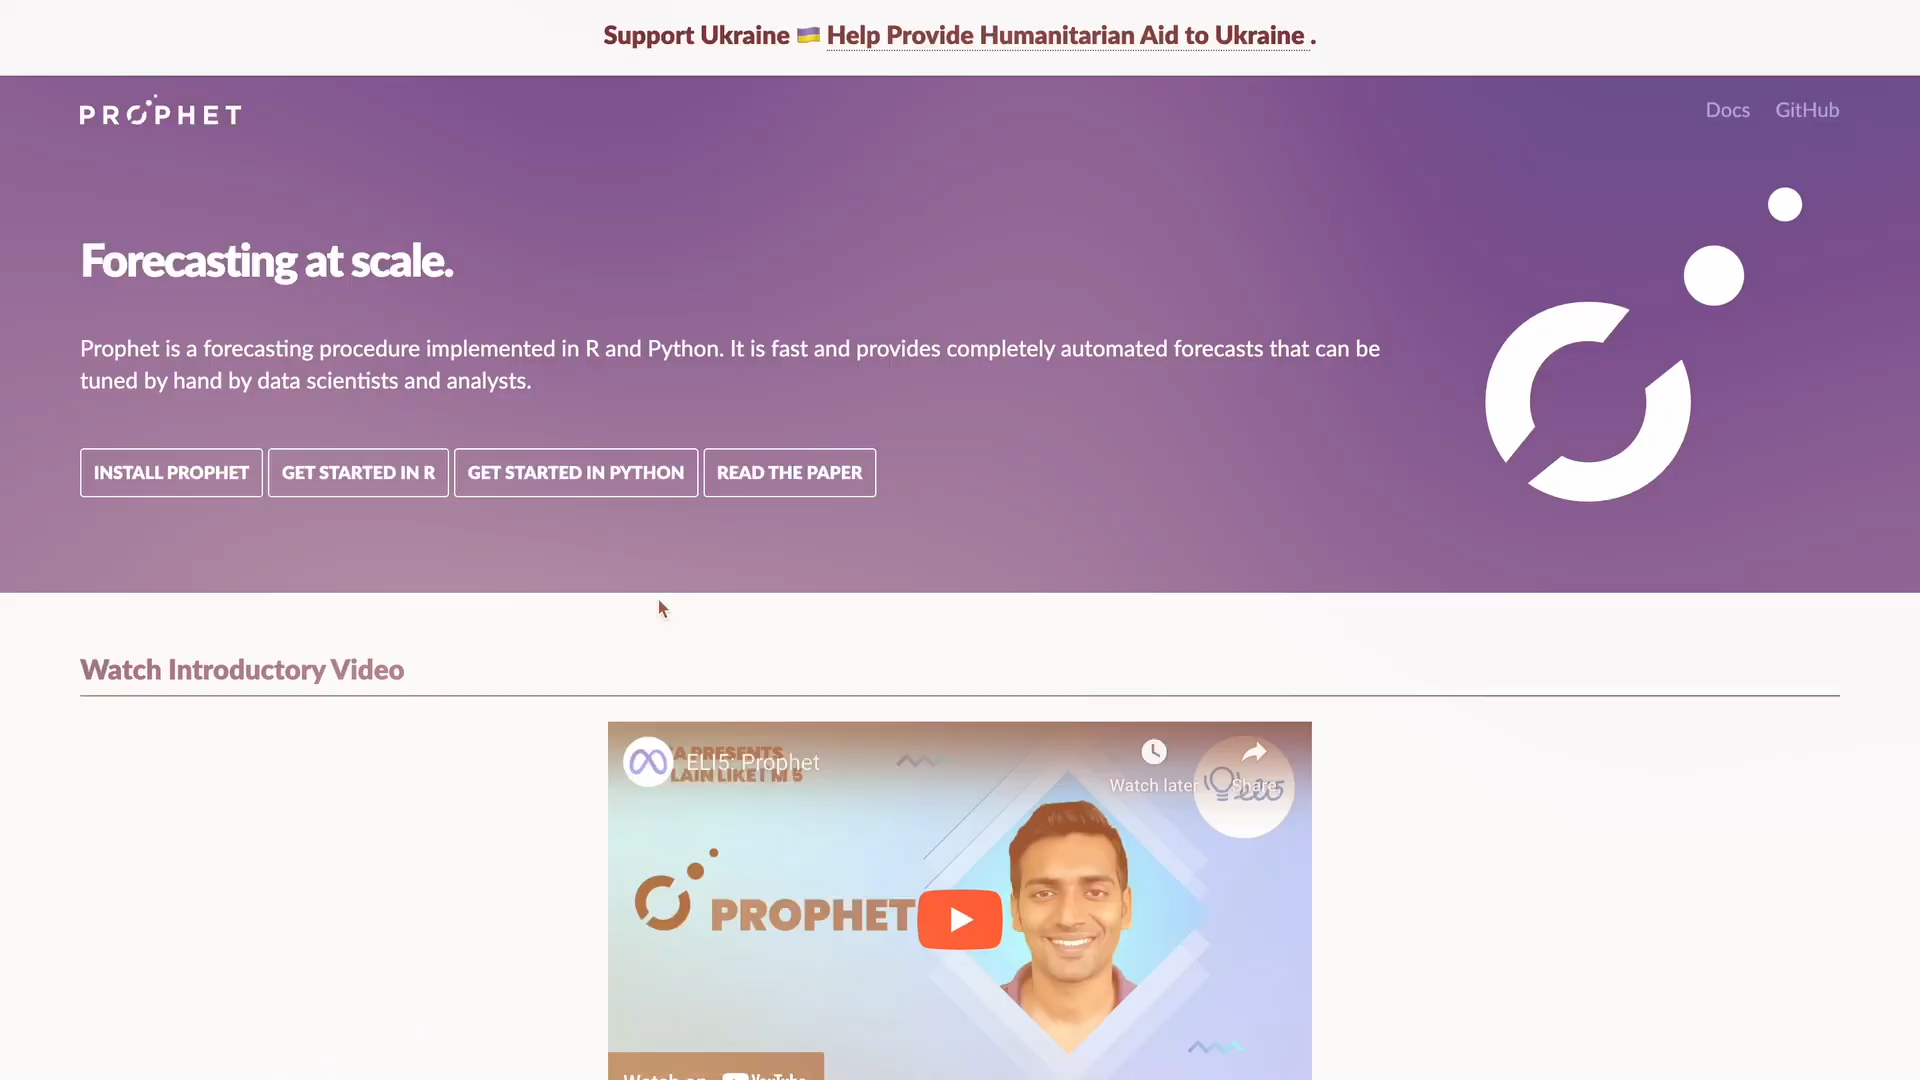 Support Ukraine 🇺🇦 Help Provide Humanitarian Aid to Ukraine .
PROPHET
Docs GitHub
Forecasting at scale.
Prophet is a forecasting procedure implemented in R and Python. It is fast and provides completely automated forecasts that can be
tuned by hand by data scientists and analysts.
INSTALL PROPHET GET STARTED IN R GET STARTED IN PYTHON READ THE PAPER
Watch Introductory Video
ELI5: Prophet
Watch later
Share
PROPHET
Watch on YouTube